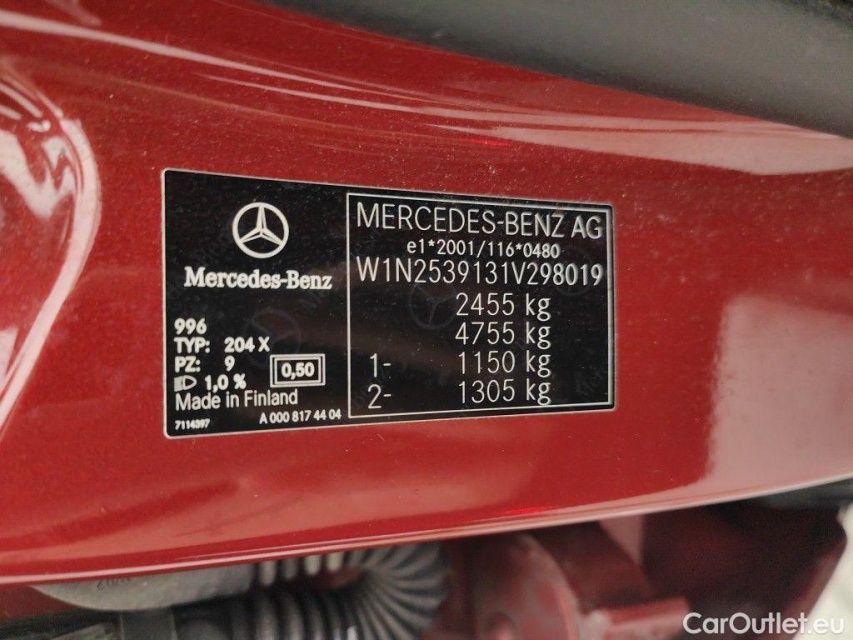 Mercedes-Benz
996
TYP: 204 X
PZ: 9
1,0 %
0,50
Made in Finland
7114397
A 000 817 44 04
MERCEDES-BENZ AG
e1*2001/116*0480
W1N2539131V298019
2455 kg
4755 kg
1- 1150 kg
2- 1305 kg
CarOutlet.eu